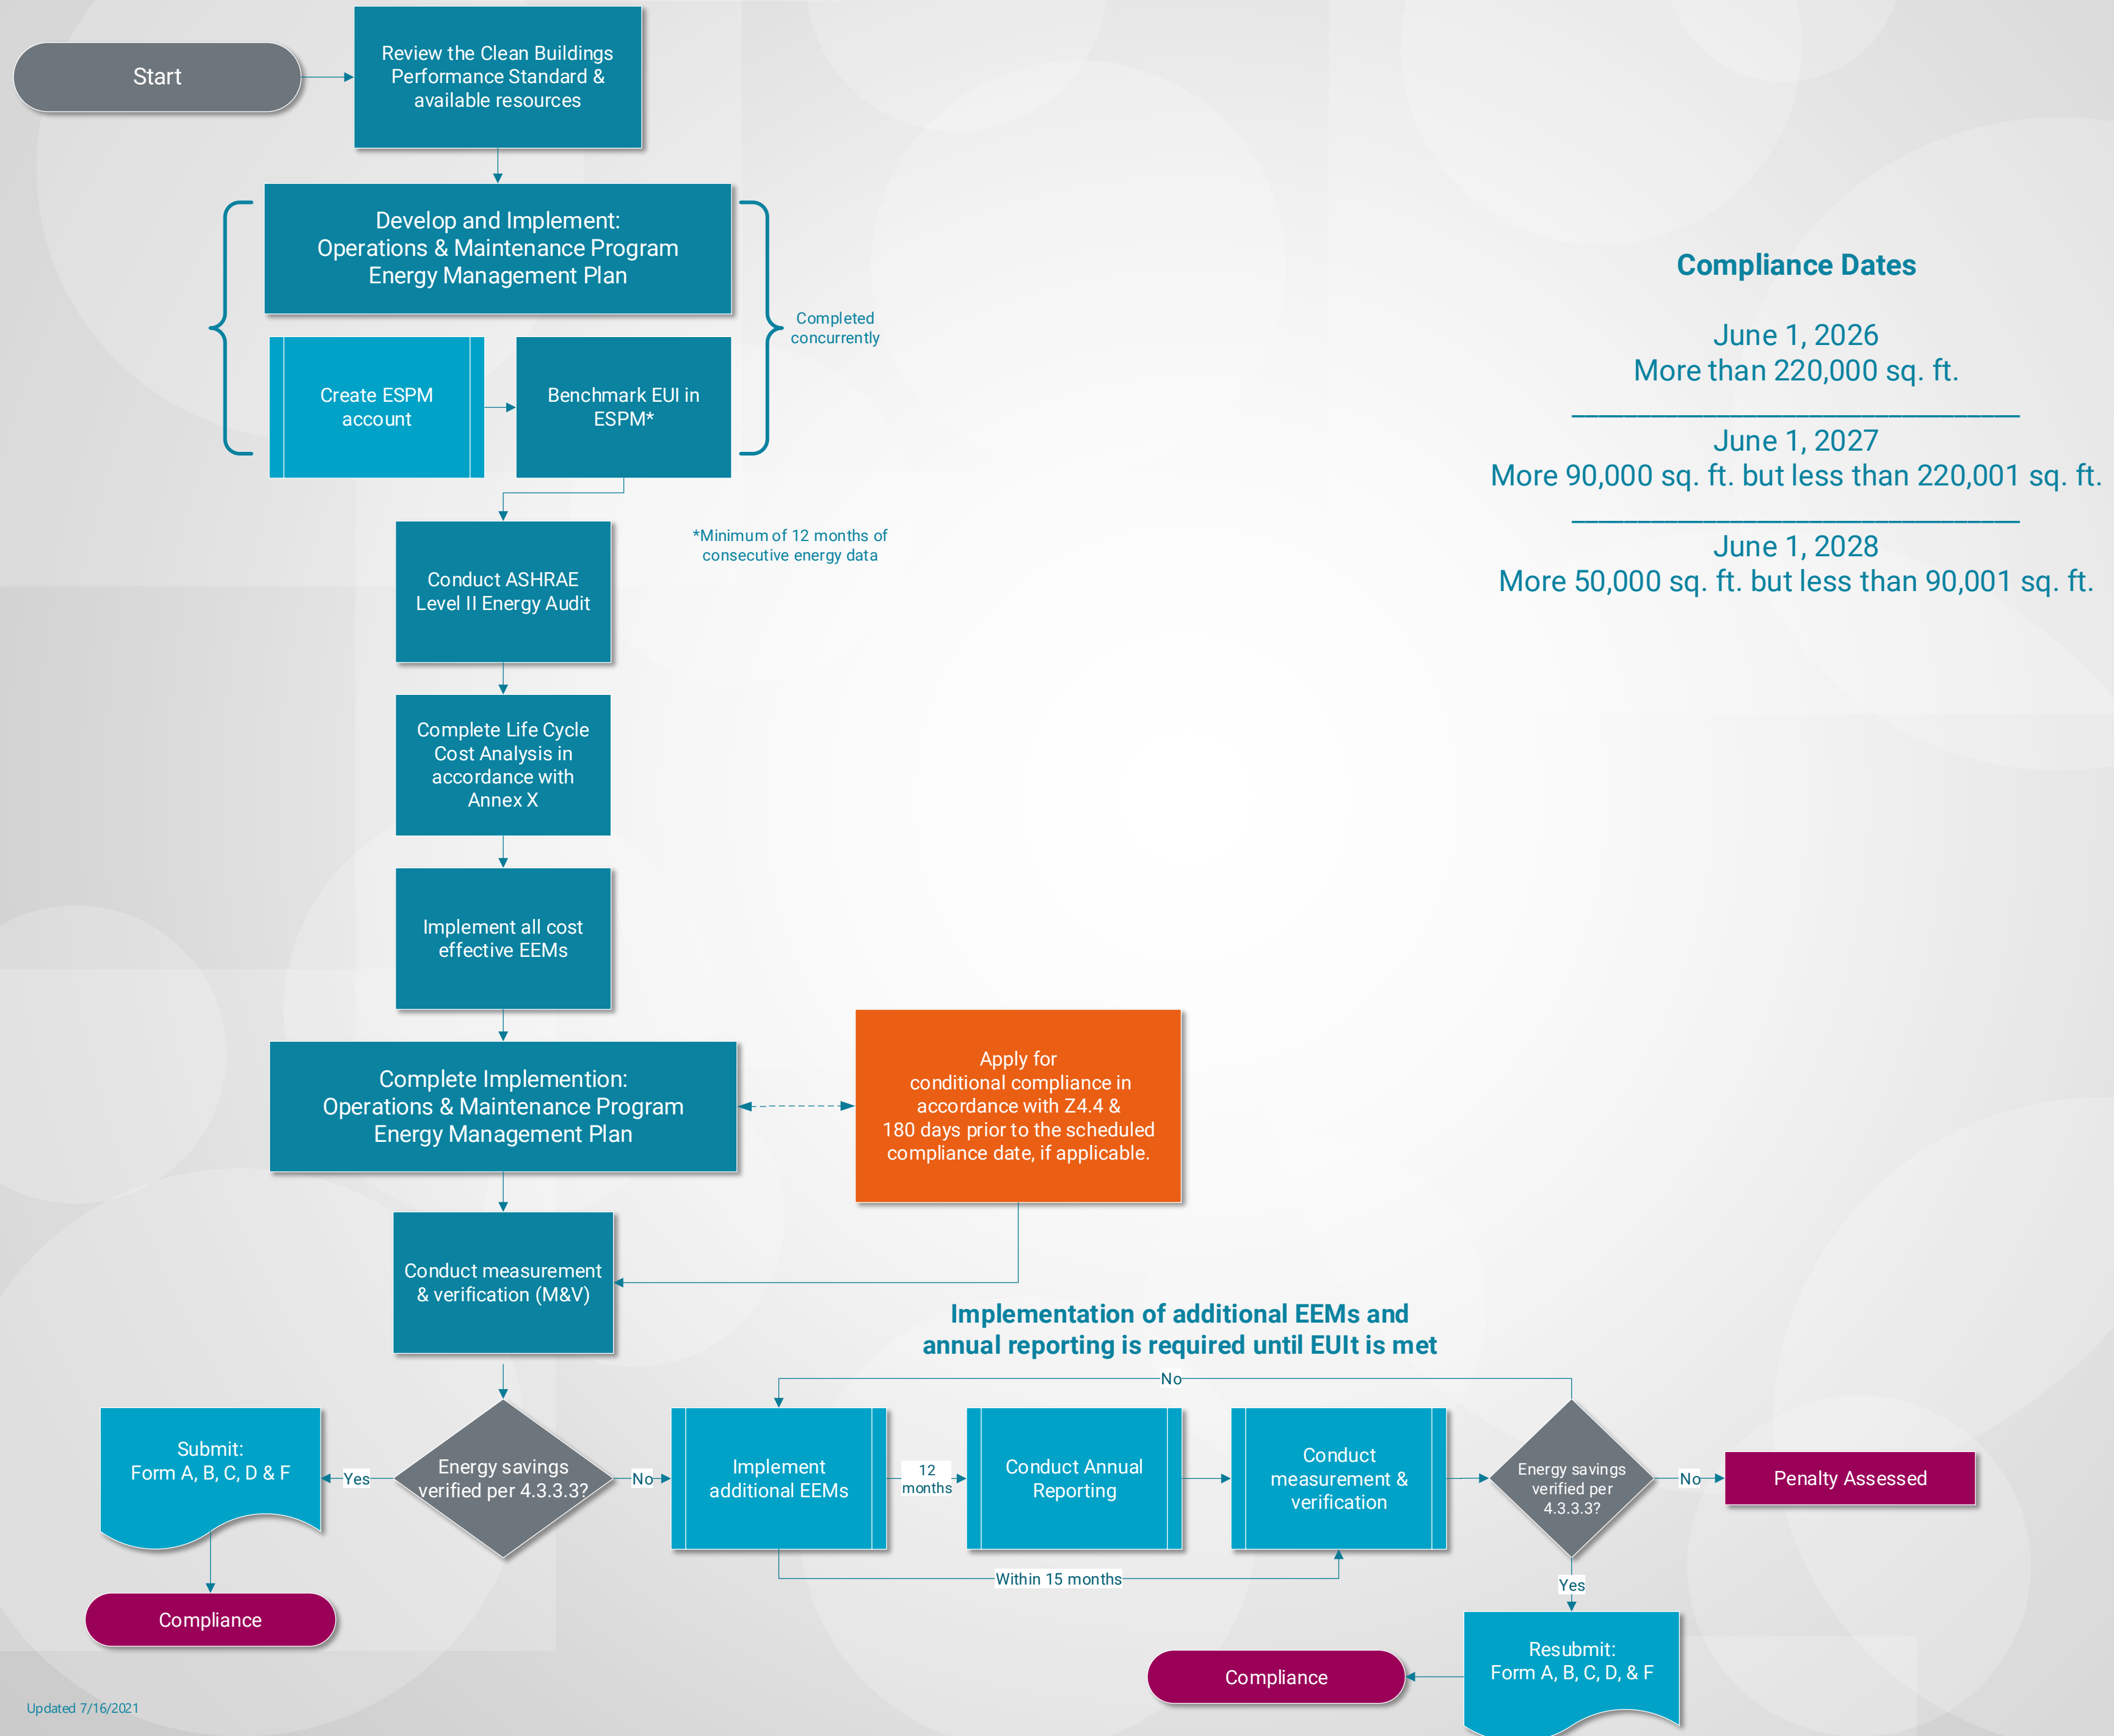 Start
Review the Clean Buildings
Performance Standard &
available resources
Develop and Implement:
Operations & Maintenance Program
Energy Management Plan
Completed
concurrently
Create ESPM
account
Benchmark EUI in
ESPM*
*Minimum of 12 months of
consecutive energy data
Compliance Dates
June 1, 2026
More than 220,000 sq. ft.
June 1, 2027
More 90,000 sq. ft. but less than 220,001 sq. ft.
June 1, 2028
More 50,000 sq. ft. but less than 90,001 sq. ft.
Conduct ASHRAE
Level II Energy Audit
Complete Life Cycle
Cost Analysis in
accordance with
Annex X
Implement all cost
effective EEMs
Complete Implemention:
Operations & Maintenance Program
Energy Management Plan
Apply for
conditional compliance in
accordance with Z4.4 &
180 days prior to the scheduled
compliance date, if applicable.
Conduct measurement
& verification (M&V)
Implementation of additional EEMs and
annual reporting is required until EUIt is met
No
Submit:
Form A, B, C, D & F
Yes
Energy savings
verified per 4.3.3.3?
No
Implement
additional EEMs
12
months
Conduct Annual
Reporting
Conduct
measurement &
verification
Energy savings
verified per
4.3.3.3?
No
Penalty Assessed
Within 15 months
Yes
Compliance
Resubmit:
Form A, B, C, D, & F
Compliance
Updated 7/16/2021